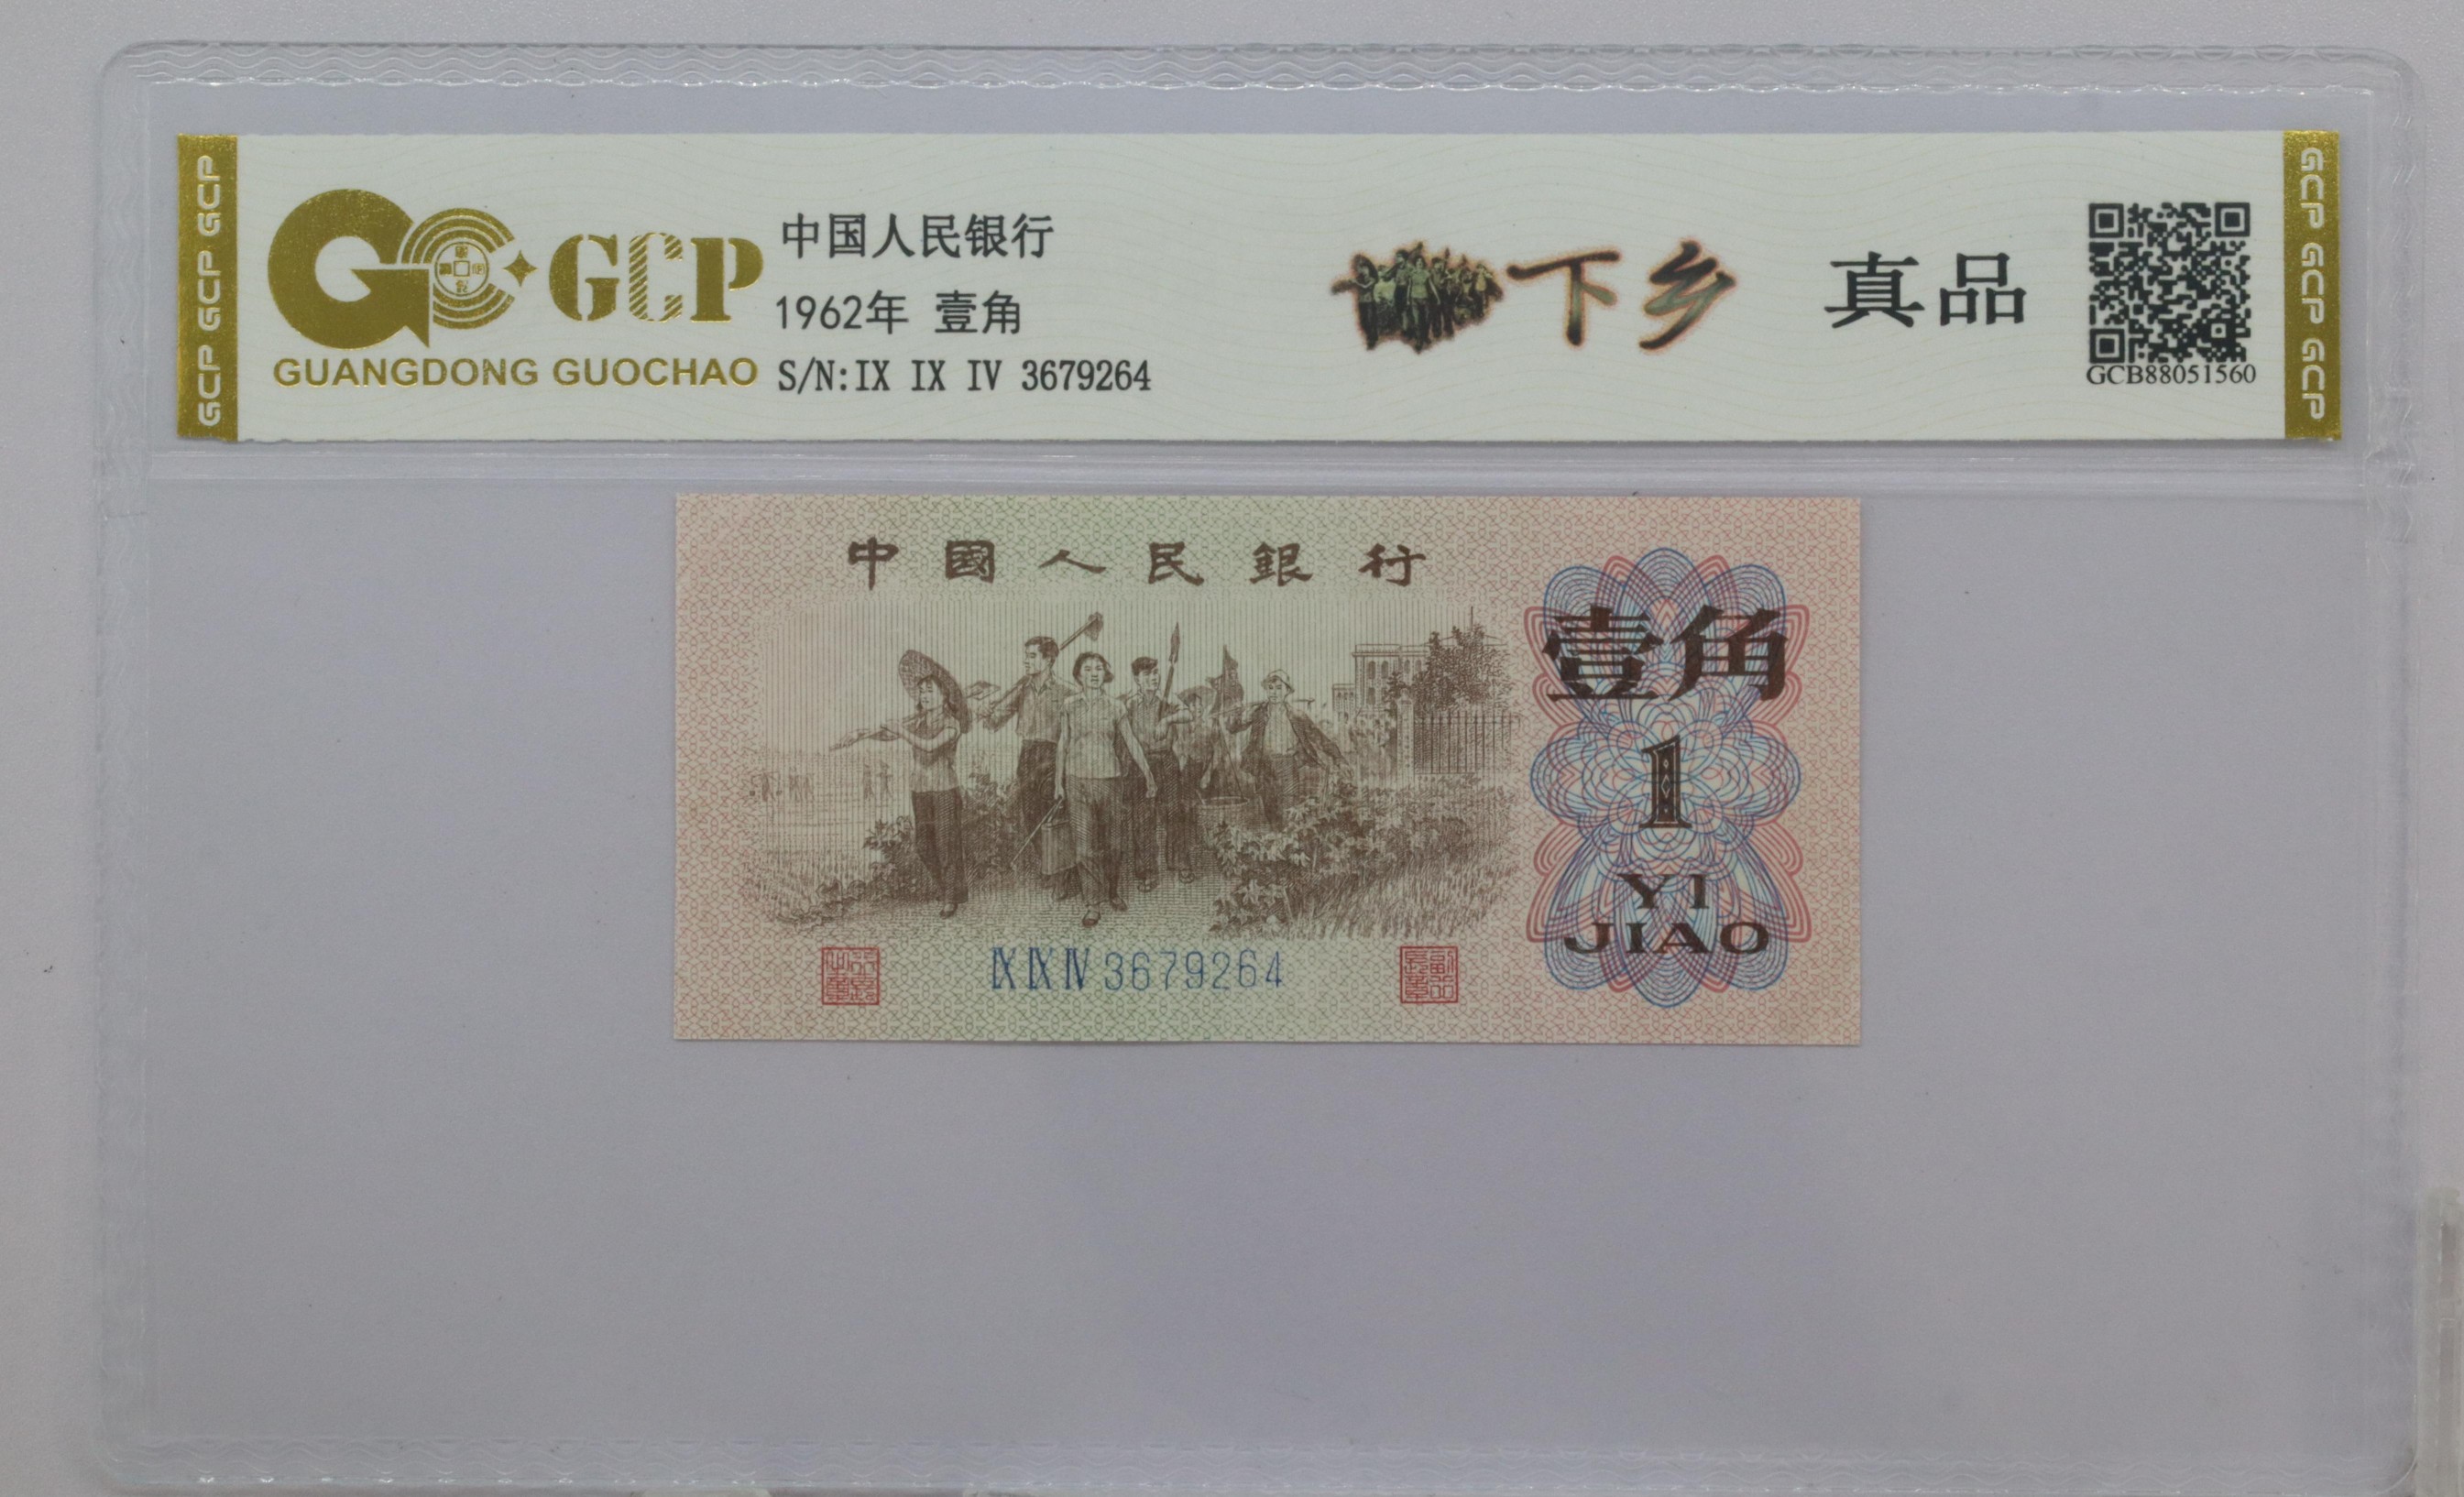 GCP GCP GCP
GCP
GUANGDONG GUOCHAO
中国人民银行
1962年 壹角
S/N:IX IX IV 3679264
下乡
真品
GCB88051560
GCP GCP GCP
中國人民銀行
壹角
1
YI
JIAO
IX IX IV 3679264